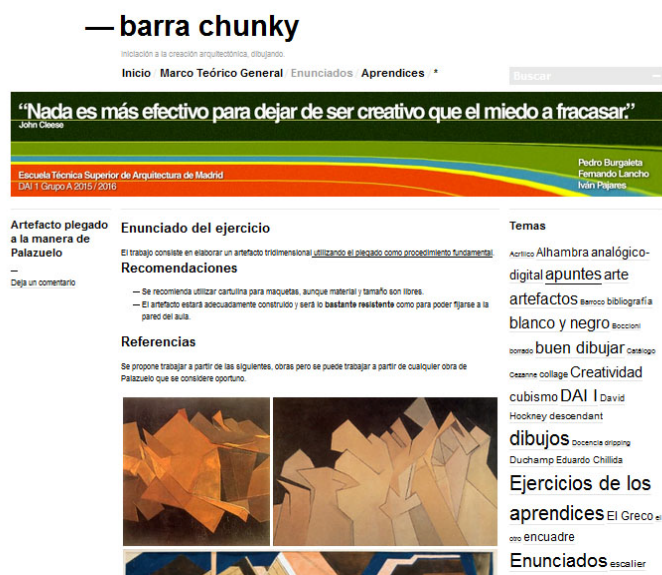 — barra chunky
Iniciación a la creación arquitectónica, dibujando.
Inicio / Marco Teórico General / Enunciados / Aprendices / *
Buscar
“Nada es más efectivo para dejar de ser creativo que el miedo a fracasar.”
John Cleese
Escuela Técnica Superior de Arquitectura de Madrid
DAI 1 Grupo A 2015 / 2016
Pedro Burgaleta
Fernando Lancho
Iván Pajares
Artefacto plegado
a la manera de
Palazuelo
—
Deja un comentario
Enunciado del ejercicio
El trabajo consiste en elaborar un artefacto tridimensional utilizando el plegado como procedimiento fundamental.
Recomendaciones
— Se recomienda utilizar cartulina para maquetas, aunque material y tamaño son libres.
— El artefacto estará adecuadamente construido y será lo bastante resistente como para poder fijarse a la
pared del aula.
Referencias
Se propone trabajar a partir de las siguientes, obras pero se puede trabajar a partir de cualquier obra de
Palazuelo que se considere oportuno.
Temas
Acrílico Alhambra analógico-
digital apuntes arte
artefactos Barroco bibliografía
blanco y negro Boccioni
borrado buen dibujar Catálogo
Cezanne collage Creatividad
cubismo DAI I David
Hockney descendant
dibujos Docencia dripping
Duchamp Eduardo Chillida
Ejercicios de los
aprendices El Greco el
otro encuadre
Enunciados escalier